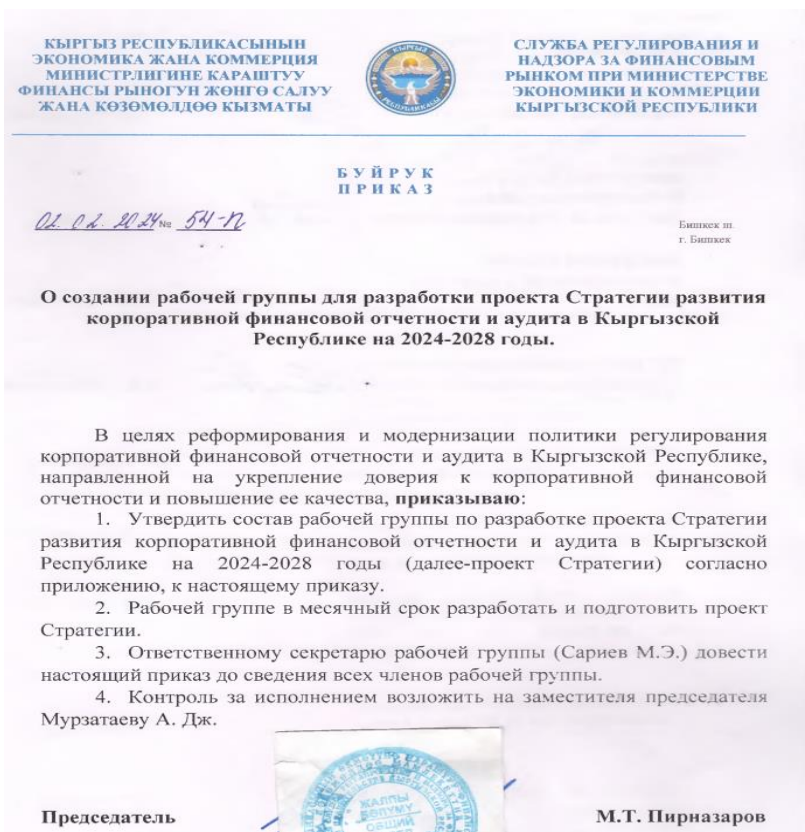 КЫРГЫЗ РЕСПУБЛИКАСЫНЫН
ЭКОНОМИКА ЖАНА КОММЕРЦИЯ
МИНИСТРЛИГИНЕ КАРАШТУУ
ФИНАНСЫ РЫНОГУН ЖӨНГӨ САЛУУ
ЖАНА КӨЗӨМӨЛДӨӨ КЫЗМАТЫ
СЛУЖБА РЕГУЛИРОВАНИЯ И
НАДЗОРА ЗА ФИНАНСОВЫМ
РЫНКОМ ПРИ МИНИСТЕРСТВЕ
ЭКОНОМИКИ И КОММЕРЦИИ
КЫРГЫЗСКОЙ РЕСПУБЛИКИ
БУЙРУК
ПРИКАЗ
02.02.2024 № 54-П
Бишкек ш.
г. Бишкек
О создании рабочей группы для разработки проекта Стратегии развития
корпоративной финансовой отчетности и аудита в Кыргызской
Республике на 2024-2028 годы.
В целях реформирования и модернизации политики регулирования
корпоративной финансовой отчетности и аудита в Кыргызской Республике,
направленной на укрепление доверия к корпоративной финансовой
отчетности и повышение ее качества, приказываю:
1. Утвердить состав рабочей группы по разработке проекта Стратегии
развития корпоративной финансовой отчетности и аудита в Кыргызской
Республике на 2024-2028 годы (далее-проект Стратегии) согласно
приложению, к настоящему приказу.
2. Рабочей группе в месячный срок разработать и подготовить проект
Стратегии.
3. Ответственному секретарю рабочей группы (Сариев М.Э.) довести
настоящий приказ до сведения всех членов рабочей группы.
4. Контроль за исполнением возложить на заместителя председателя
Мурзатаеву А. Дж.
ЖАЛПЫ
БӨЛҮМҮ
ОБЩИЙ
Председатель
М.Т. Пирназаров